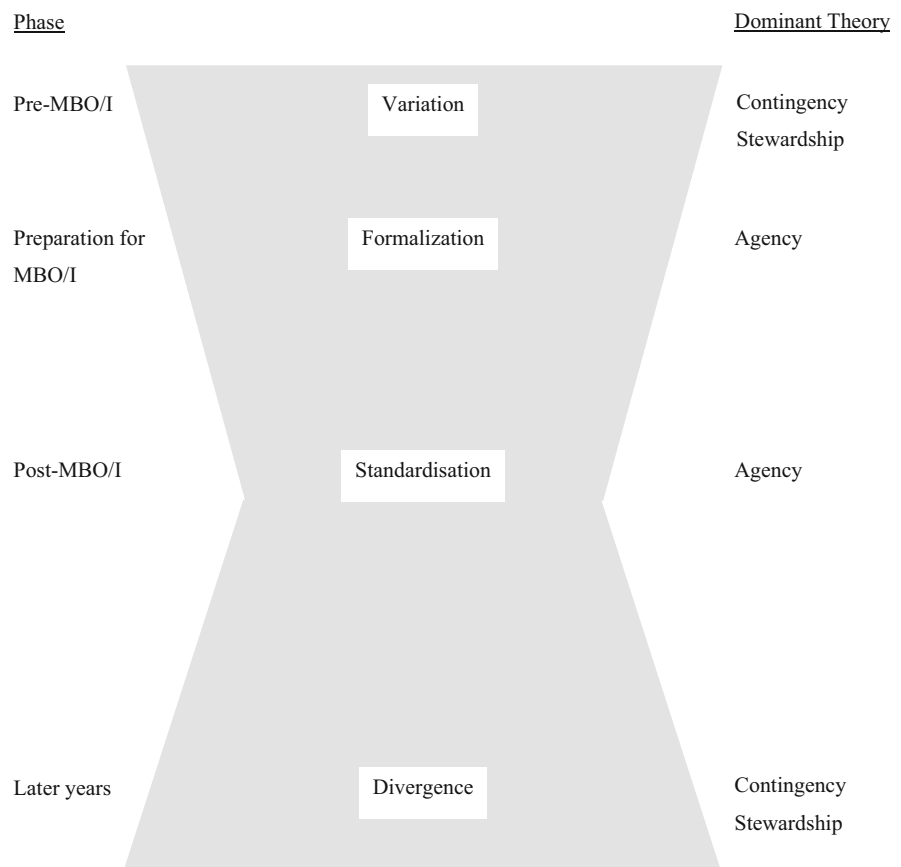 Phase
Dominant Theory
Pre-MBO/I
Variation
Contingency
Stewardship
Preparation for
MBO/I
Formalization
Agency
Post-MBO/I
Standardisation
Agency
Later years
Divergence
Contingency
Stewardship